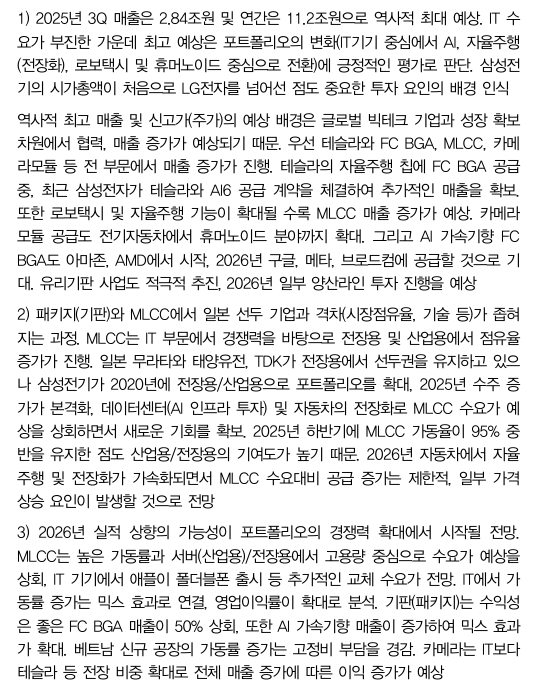 1) 2025년 3Q 매출은 2.84조원 및 연간은 11.2조원으로 역사적 최대 예상. IT 수
요가 부진한 가운데 최고 예상은 포트폴리오의 변화(IT기기 중심에서 AI, 자율주행
(전장화), 로보택시 및 휴머노이드 중심으로 전환)에 긍정적인 평가로 판단. 삼성전
기의 시가총액이 처음으로 LG전자를 넘어선 점도 중요한 투자 요인의 배경 인식
역사적 최고 매출 및 신고가(주가)의 예상 배경은 글로벌 빅테크 기업과 성장 확보
차원에서 협력, 매출 증가가 예상되기 때문. 우선 테슬라와 FC BGA, MLCC, 카메
라모듈 등 전 부문에서 매출 증가가 진행. 테슬라의 자율주행 칩에 FC BGA 공급
중, 최근 삼성전자가 테슬라와 AI6 공급 계약을 체결하여 추가적인 매출을 확보.
또한 로보택시 및 자율주행 기능이 확대될 수록 MLCC 매출 증가가 예상. 카메라
모듈 공급도 전기자동차에서 휴머노이드 분야까지 확대. 그리고 AI 가속기향 FC
BGA도 아마존, AMD에서 시작, 2026년 구글, 메타, 브로드컴에 공급할 것으로 기
대. 유리기판 사업도 적극적 추진, 2026년 일부 양산라인 투자 진행을 예상
2) 패키지(기판)와 MLCC에서 일본 선두 기업과 격차(시장점유율, 기술 등)가 좁혀
지는 과정. MLCC는 IT 부문에서 경쟁력을 바탕으로 전장용 및 산업용에서 점유율
증가가 진행. 일본 무라타와 태양유전, TDK가 전장용에서 선두권을 유지하고 있으
나 삼성전기가 2020년에 전장용/산업용으로 포트폴리오를 확대, 2025년 수주 증
가가 본격화, 데이터센터(AI 인프라 투자) 및 자동차의 전장화로 MLCC 수요가 예
상을 상회하면서 새로운 기회를 확보. 2025년 하반기에 MLCC 가동율이 95% 중
반을 유지한 점도 산업용/전장용의 기여도가 높기 때문. 2026년 자동차에서 자율
주행 및 전장화가 가속화되면서 MLCC 수요대비 공급 증가는 제한적, 일부 가격
상승 요인이 발생할 것으로 전망
3) 2026년 실적 상향의 가능성이 포트폴리오의 경쟁력 확대에서 시작될 전망.
MLCC는 높은 가동률과 서버(산업용)/전장용에서 고용량 중심으로 수요가 예상을
상회, IT 기기에서 애플이 폴더블폰 출시 등 추가적인 교체 수요가 전망. IT에서 가
동률 증가는 믹스 효과로 연결, 영업이익률이 확대로 분석. 기판(패키지)는 수익성
은 좋은 FC BGA 매출이 50% 상회, 또한 AI 가속기향 매출이 증가하여 믹스 효과
가 확대. 베트남 신규 공장의 가동률 증가는 고정비 부담을 경감. 카메라는 IT보다
테슬라 등 전장 비중 확대로 전체 매출 증가에 따른 이익 증가가 예상